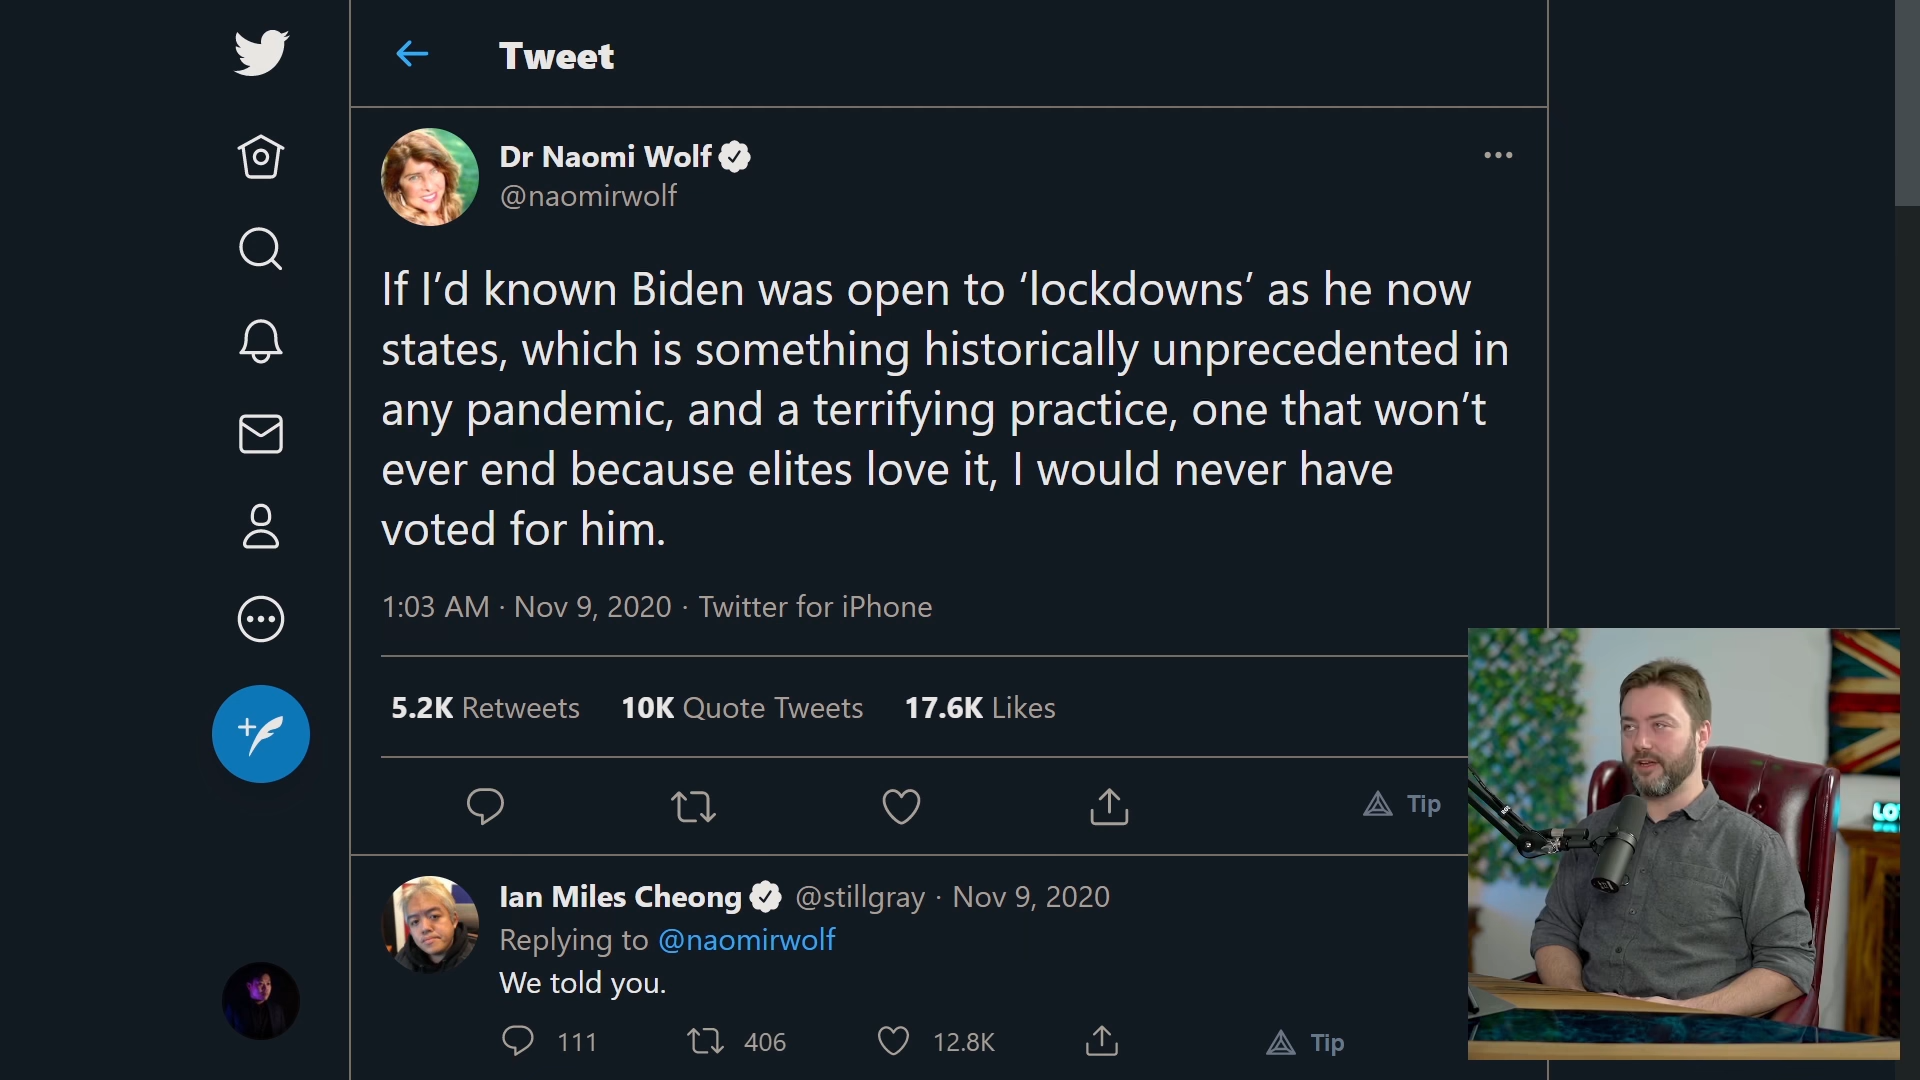 Tweet
Dr Naomi Wolf
@naomirwolf
If I’d known Biden was open to ‘lockdowns’ as he now
states, which is something historically unprecedented in
any pandemic, and a terrifying practice, one that won’t
ever end because elites love it, I would never have
voted for him.
1:03 AM · Nov 9, 2020 · Twitter for iPhone
5.2K Retweets 10K Quote Tweets 17.6K Likes
Tip
LO
Ian Miles Cheong @stillgray · Nov 9, 2020
Replying to @naomirwolf
We told you.
111 406 12.8K Tip